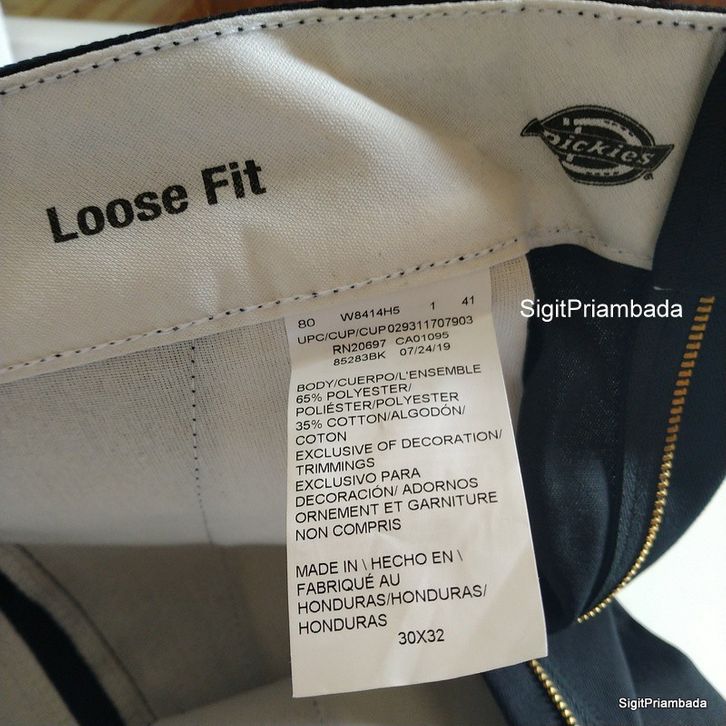 Loose Fit
Dickies
SigitPriambada
80 W8414H5 1 41
UPC/CUP/CUP 029311707903
RN20697 CA01095
85283BK 07/24/19
BODY/CUERPO/L'ENSEMBLE
65% POLYESTER/
POLIÉSTER/POLYESTER
35% COTTON/ALGODÓN/
COTON
EXCLUSIVE OF DECORATION/
TRIMMINGS
EXCLUSIVO PARA
DECORACIÓN/ ADORNOS
ORNEMENT ET GARNITURE
NON COMPRIS
MADE IN \ HECHO EN \
FABRIQUÉ AU
HONDURAS/HONDURAS/
HONDURAS
30X32
SigitPriambada